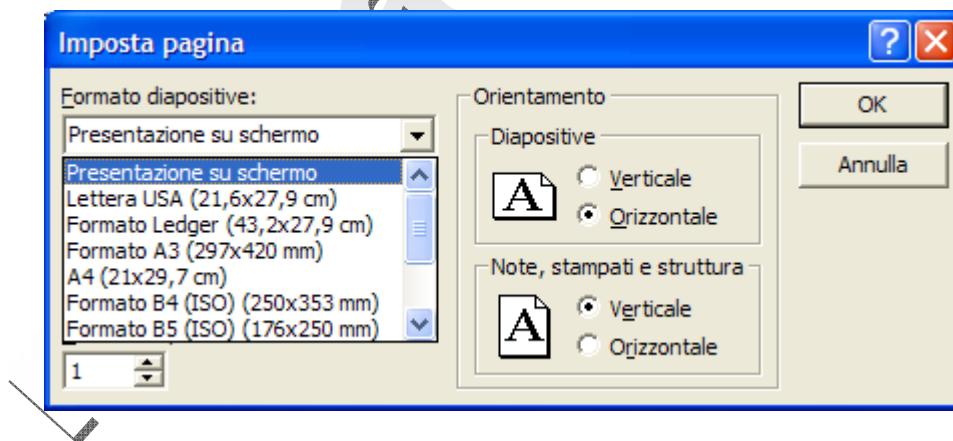 Imposta pagina
Formato diapositive:
Presentazione su schermo
Presentazione su schermo
Lettera USA (21,6x27,9 cm)
Formato Ledger (43,2x27,9 cm)
Formato A3 (297x420 mm)
A4 (21x29,7 cm)
Formato B4 (ISO) (250x353 mm)
Formato B5 (ISO) (176x250 mm)
1
Orientamento
Diapositive
A
Verticale
Orizzontale
Note, stampati e struttura
A
Verticale
Orizzontale
OK
Annulla